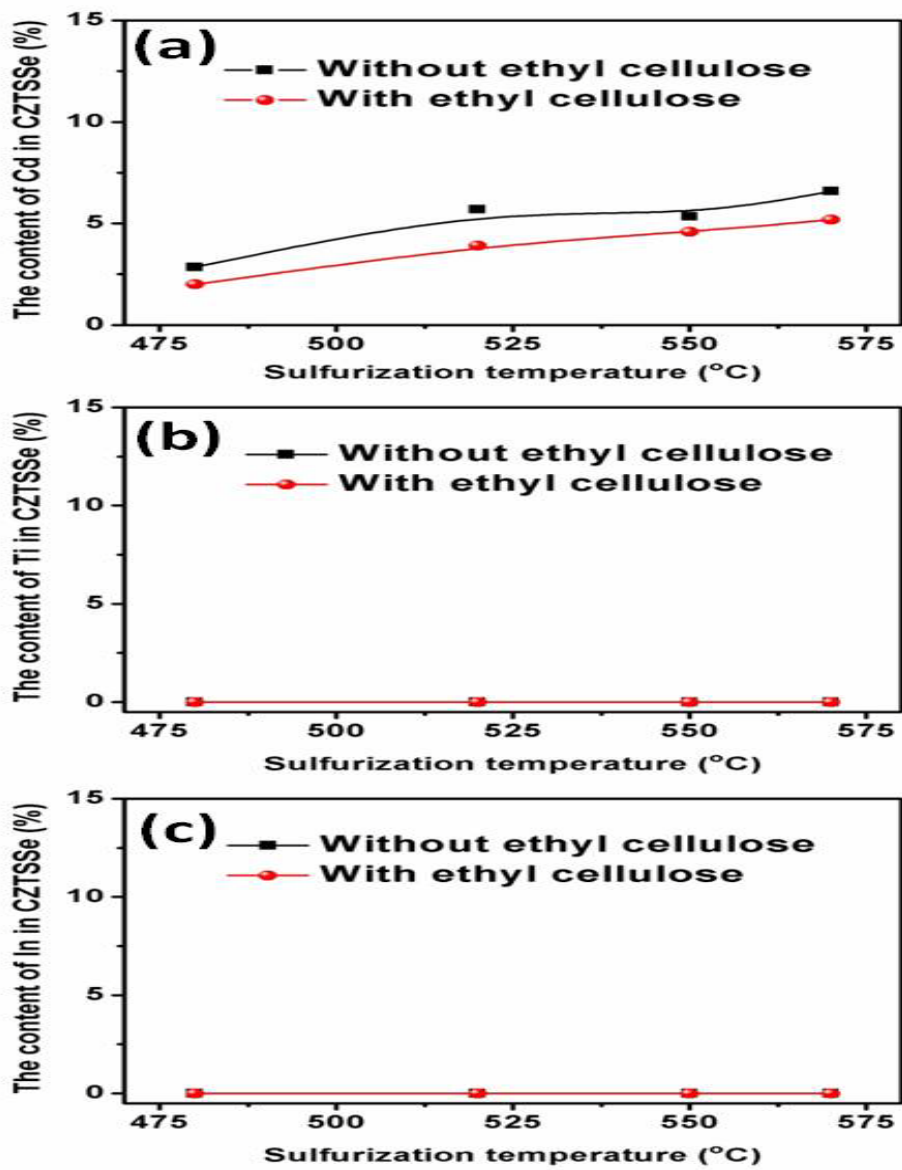 The content of Cd in CZTSSe (%)
15
10
5
0
(a)
Without ethyl cellulose
With ethyl cellulose
475 500 525 550 575
Sulfurization temperature (°C)
The content of Ti in CZTSSe (%)
15
10
5
0
(b)
Without ethyl cellulose
With ethyl cellulose
475 500 525 550 575
Sulfurization temperature (°C)
The content of In in CZTSSe (%)
15
10
5
0
(c)
Without ethyl cellulose
With ethyl cellulose
475 500 525 550 575
Sulfurization temperature (°C)